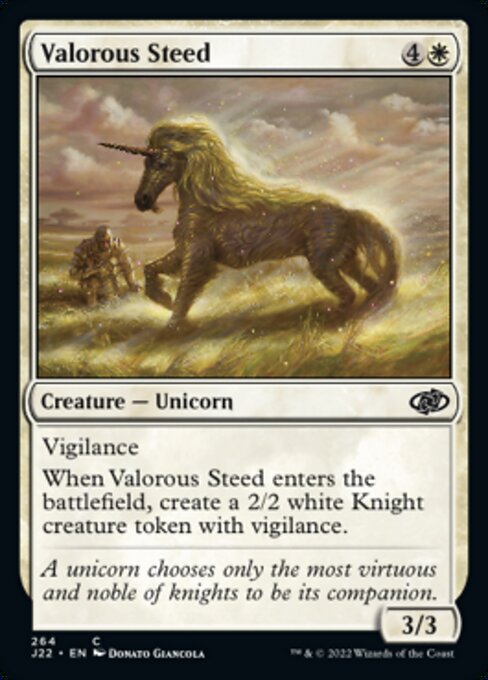 Valorous Steed 4
Creature — Unicorn
Vigilance
When Valorous Steed enters the
battlefield, create a 2/2 white Knight
creature token with vigilance.
A unicorn chooses only the most virtuous
and noble of knights to be its companion.
3/3
264 C
J22 • EN Donato Giancola
™ & © 2022 Wizards of the Coast